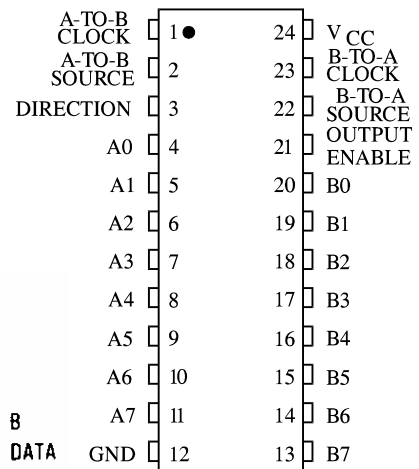 A-TO-B
CLOCK 1 24 VCC
A-TO-B
SOURCE 2 23 B-TO-A
CLOCK
DIRECTION 3 22 B-TO-A
SOURCE
A0 4 21 OUTPUT
ENABLE
A1 5 20 B0
A2 6 19 B1
A3 7 18 B2
A4 8 17 B3
A5 9 16 B4
A6 10 15 B5
A7 11 14 B6
GND 12 13 B7
B
DATA